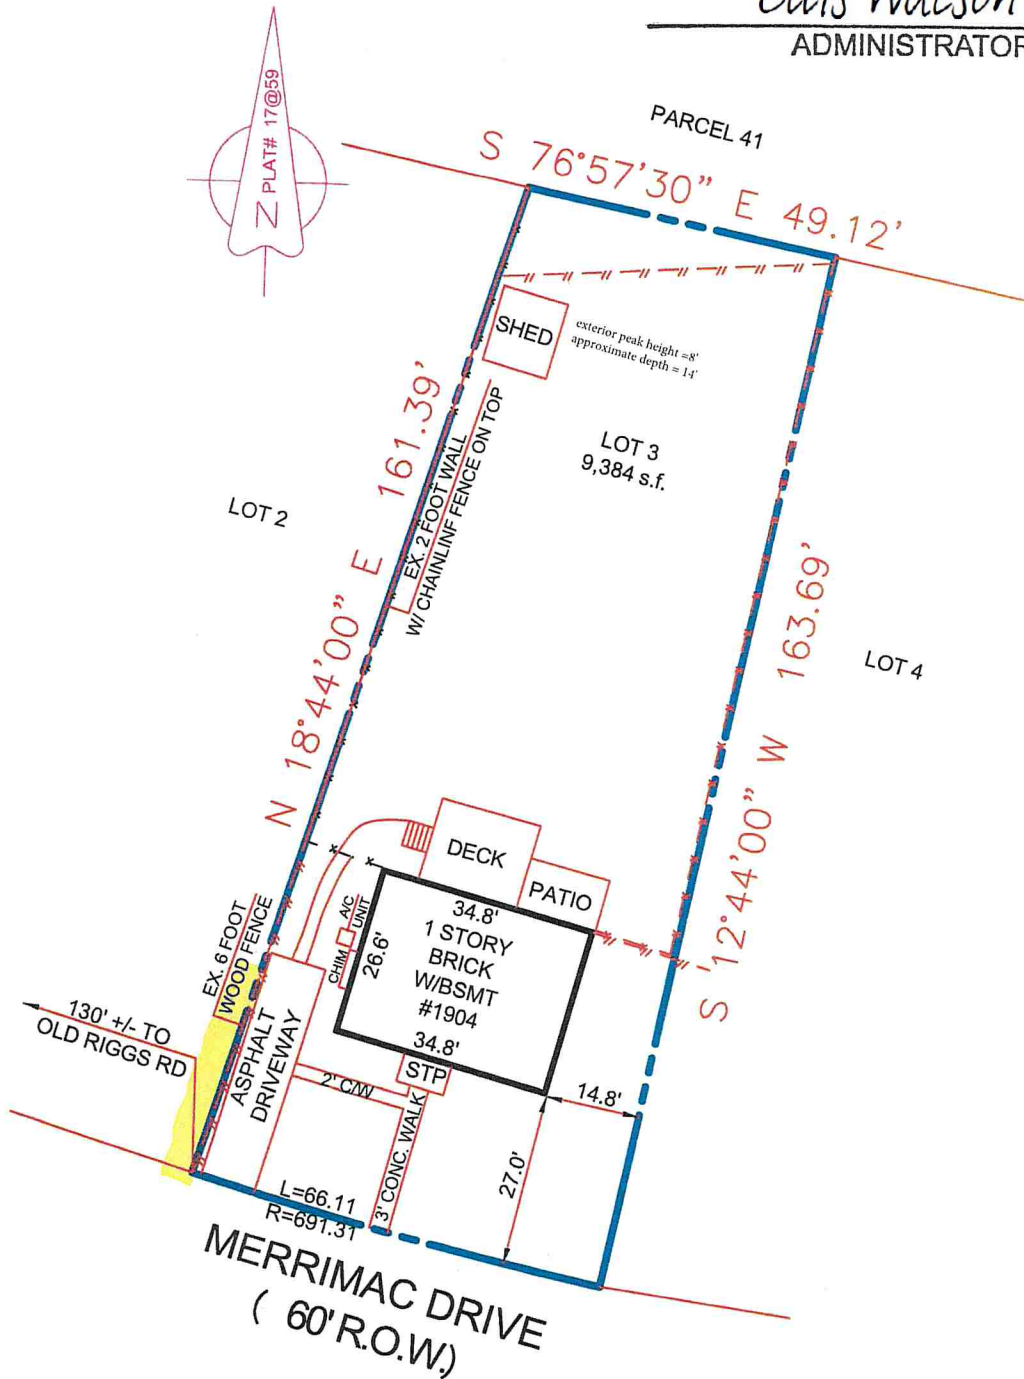 Watson
ADMINISTRATOR
Z PLAT# 17@59
PARCEL 41
S 76°57'30" E 49.12'
SHED
exterior peak height =8'
approximate depth = 14'
LOT 3
9,384 s.f.
N 18°44'00" E 161.39'
EX. 2 FOOT WALL
W/ CHAINLINF FENCE ON TOP
LOT 2
S 12°44'00" W 163.69'
LOT 4
DECK
PATIO
A/C
UNIT
CHIM
34.8'
1 STORY
BRICK
W/BSMT
#1904
34.8'
26.6'
EX. 6 FOOT
WOOD FENCE
130' +/- TO
OLD RIGGS RD
ASPHALT
DRIVEWAY
STP
2' C/W
3' CONC. WALK
14.8'
27.0'
L=66.11
R=691.31
MERRIMAC DRIVE
( 60' R.O.W.)